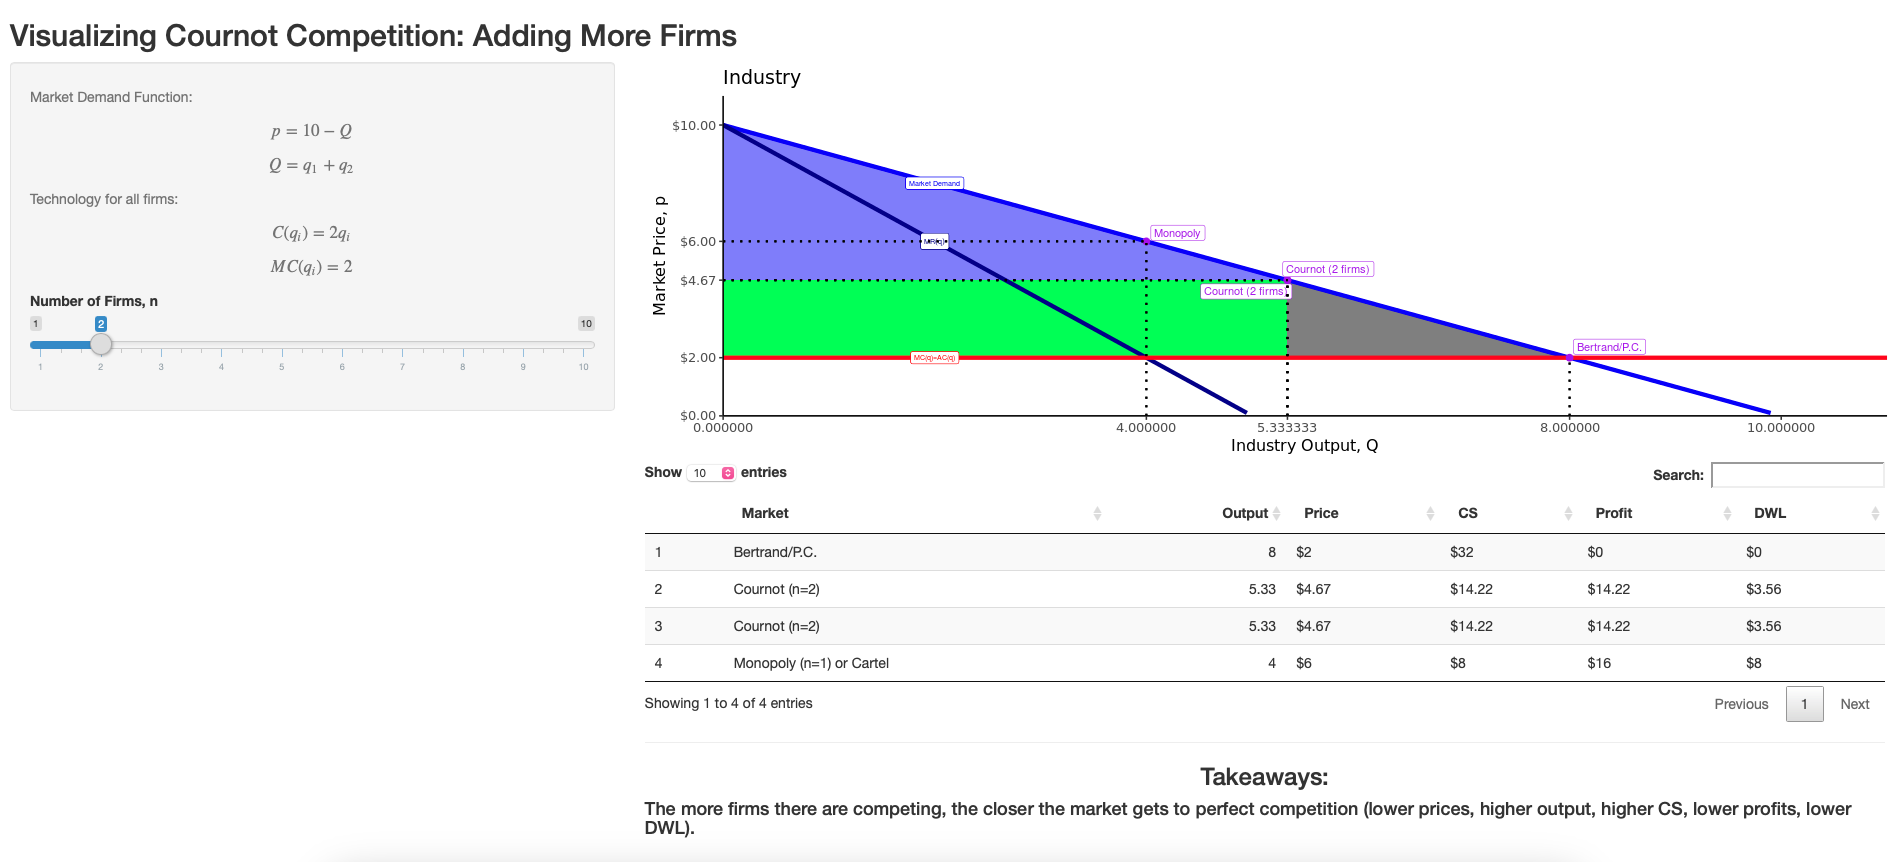 Visualizing Cournot Competition: Adding More Firms
Market Demand Function:
p = 10 − Q
Q = q₁ + q₂
Technology for all firms:
C(qᵢ) = 2qᵢ
MC(qᵢ) = 2
Number of Firms, n
1 2 10
1 2 3 4 5 6 7 8 9 10
Industry
Market Price, p
$10.00
$6.00
$4.67
$2.00
$0.00
Market Demand
MR(q)
Monopoly
Cournot (2 firms)
Cournot (2 firms)
MC(q)=AC(q)
Bertrand/P.C.
0.000000 4.000000 5.333333 8.000000 10.000000
Industry Output, Q
Show 10 entries
Search:
Market Output Price CS Profit DWL
1 Bertrand/P.C. 8 $2 $32 $0 $0
2 Cournot (n=2) 5.33 $4.67 $14.22 $14.22 $3.56
3 Cournot (n=2) 5.33 $4.67 $14.22 $14.22 $3.56
4 Monopoly (n=1) or Cartel 4 $6 $8 $16 $8
Showing 1 to 4 of 4 entries
Previous 1 Next
Takeaways:
The more firms there are competing, the closer the market gets to perfect competition (lower prices, higher output, higher CS, lower profits, lower
DWL).